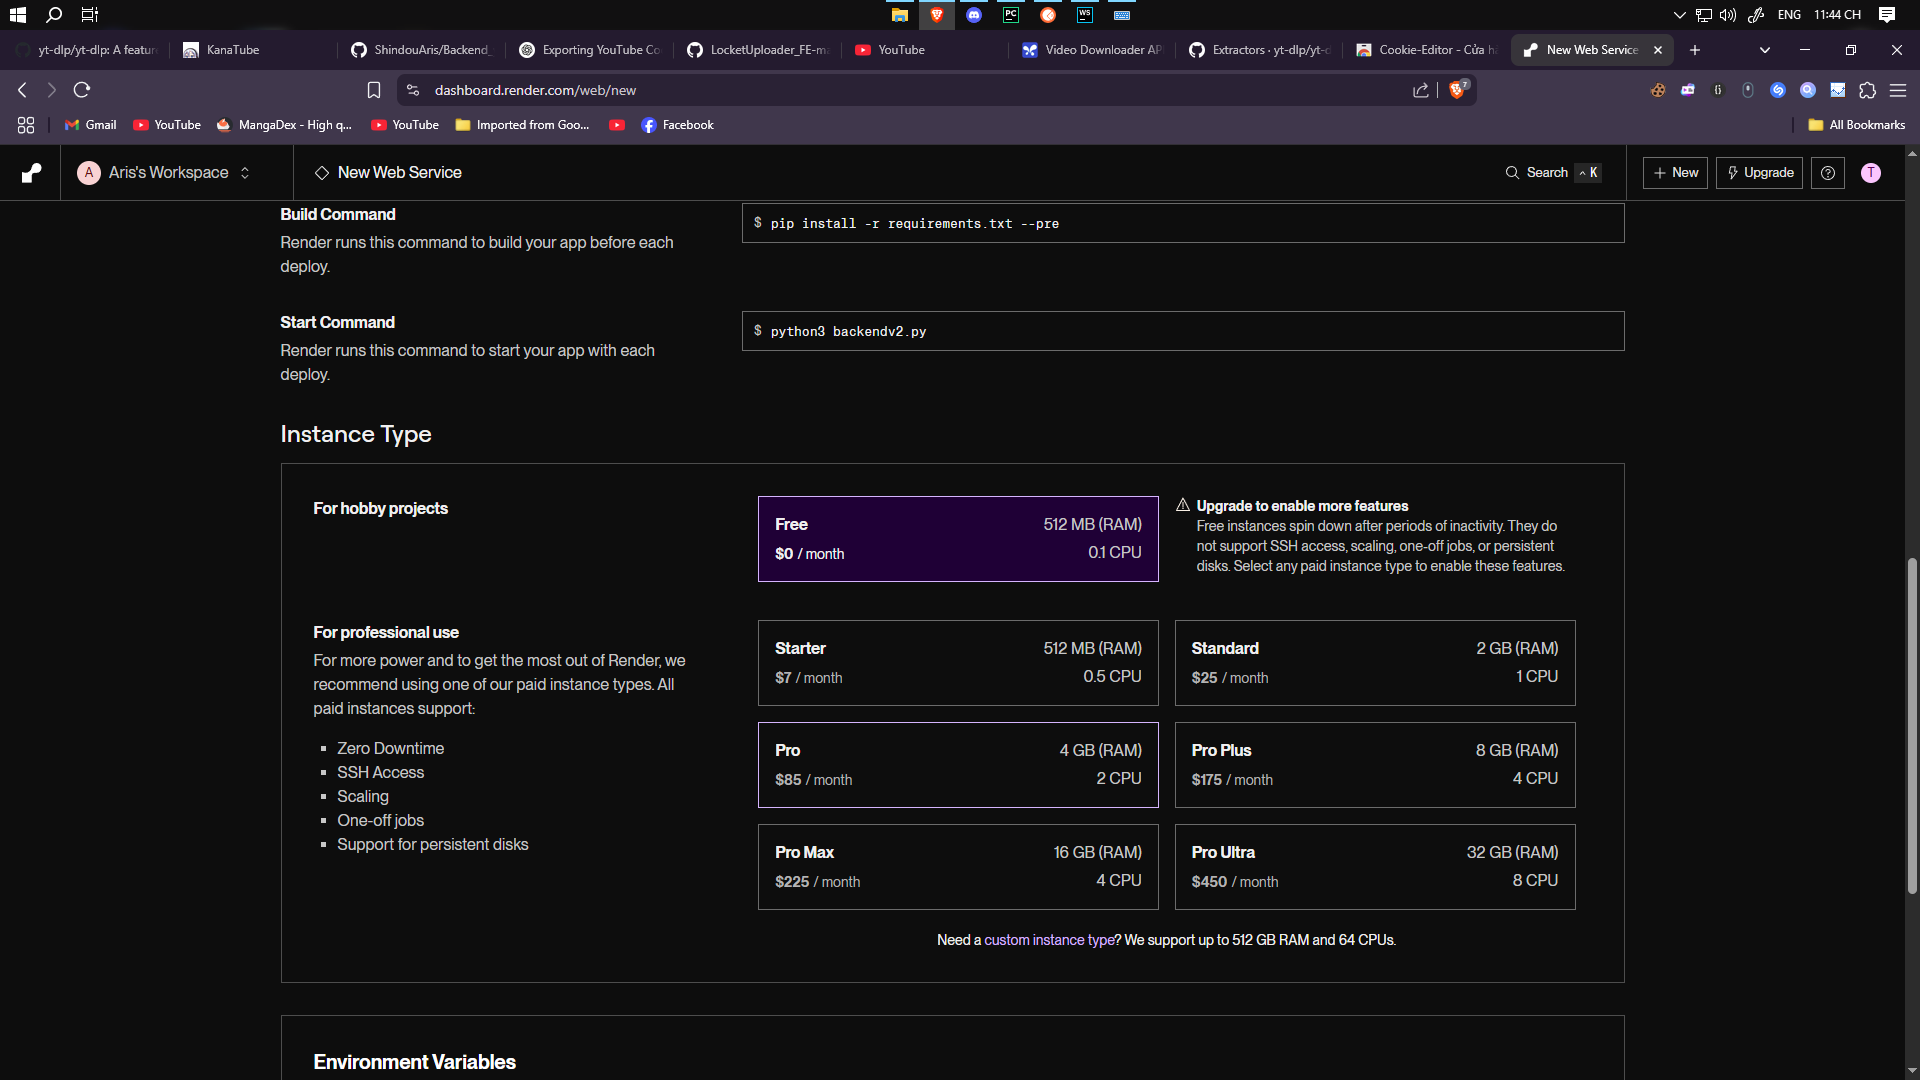 ENG
11:44 CH
yt-dlp/yt-dlp: A featur
KanaTube
ShindouAris/Backend_
Exporting YouTube Co
LocketUploader_FE-ma
YouTube
Video Downloader AP
Extractors · yt-dlp/yt-d
Cookie-Editor - Cửa h
New Web Service
dashboard.render.com/web/new
7
Gmail
YouTube
MangaDex - High q...
YouTube
Imported from Goo...
Facebook
All Bookmarks
A
Aris's Workspace
New Web Service
Search
K
New
Upgrade
T
Build Command
Render runs this command to build your app before each
deploy.
$ pip install -r requirements.txt --pre
Start Command
Render runs this command to start your app with each
deploy.
$ python3 backendv2.py
Instance Type
For hobby projects
Free
512 MB (RAM)
$0 / month
0.1 CPU
Upgrade to enable more features
Free instances spin down after periods of inactivity. They do
not support SSH access, scaling, one-off jobs, or persistent
disks. Select any paid instance type to enable these features.
For professional use
For more power and to get the most out of Render, we
recommend using one of our paid instance types. All
paid instances support:
Zero Downtime
SSH Access
Scaling
One-off jobs
Support for persistent disks
Starter
512 MB (RAM)
$7 / month
0.5 CPU
Standard
2 GB (RAM)
$25 / month
1 CPU
Pro
4 GB (RAM)
$85 / month
2 CPU
Pro Plus
8 GB (RAM)
$175 / month
4 CPU
Pro Max
16 GB (RAM)
$225 / month
4 CPU
Pro Ultra
32 GB (RAM)
$450 / month
8 CPU
Need a custom instance type? We support up to 512 GB RAM and 64 CPUs.
Environment Variables